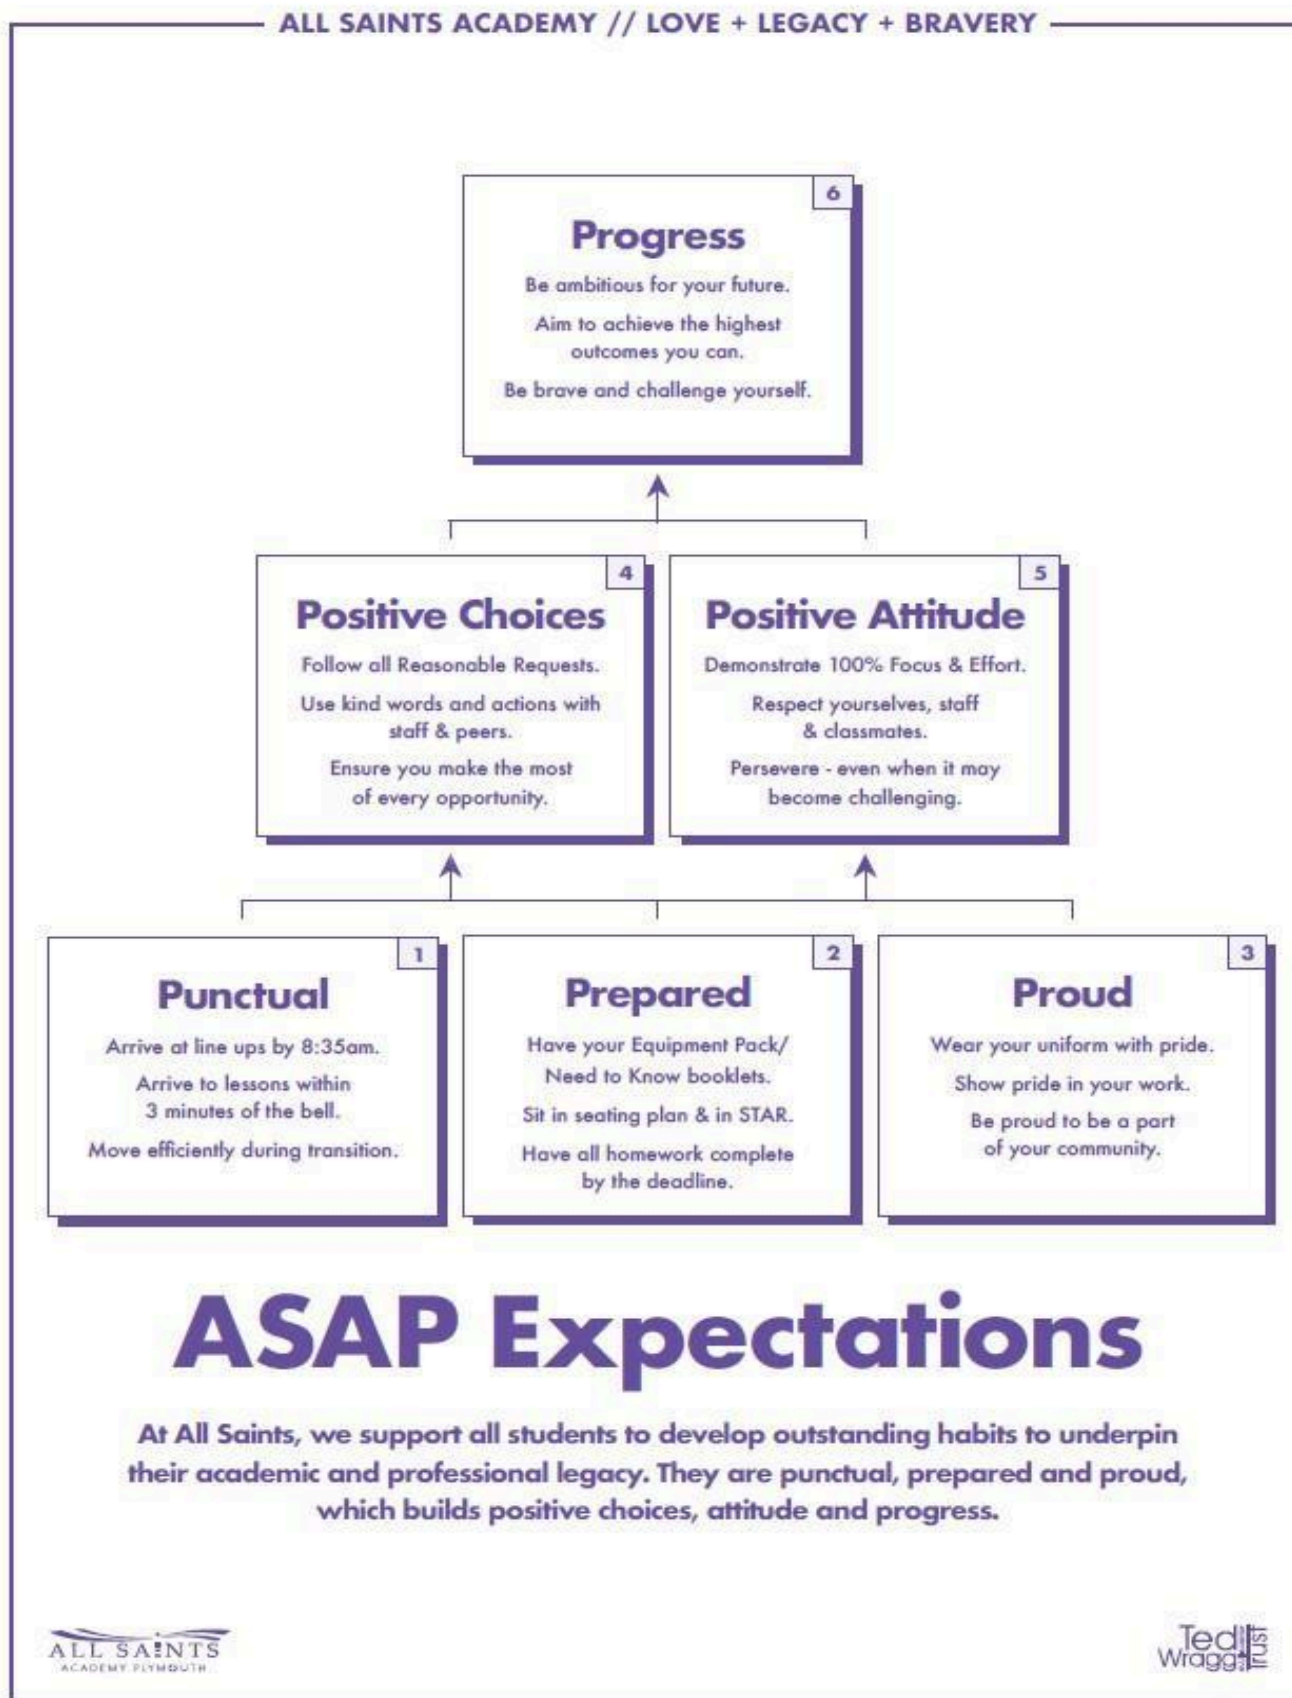 ALL SAINTS ACADEMY // LOVE + LEGACY + BRAVERY
6
Progress
Be ambitious for your future.
Aim to achieve the highest
outcomes you can.
Be brave and challenge yourself.
4
Positive Choices
Follow all Reasonable Requests.
Use kind words and actions with
staff & peers.
Ensure you make the most
of every opportunity.
5
Positive Attitude
Demonstrate 100% Focus & Effort.
Respect yourselves, staff
& classmates.
Persevere - even when it may
become challenging.
1
Punctual
Arrive at line ups by 8:35am.
Arrive to lessons within
3 minutes of the bell.
Move efficiently during transition.
2
Prepared
Have your Equipment Pack/
Need to Know booklets.
Sit in seating plan & in STAR.
Have all homework complete
by the deadline.
3
Proud
Wear your uniform with pride.
Show pride in your work.
Be proud to be a part
of your community.
ASAP Expectations
At All Saints, we support all students to develop outstanding habits to underpin
their academic and professional legacy. They are punctual, prepared and proud,
which builds positive choices, attitude and progress.
ALL SAINTS
ACADEMY PLYMOUTH
Ted
Wragg
Trust